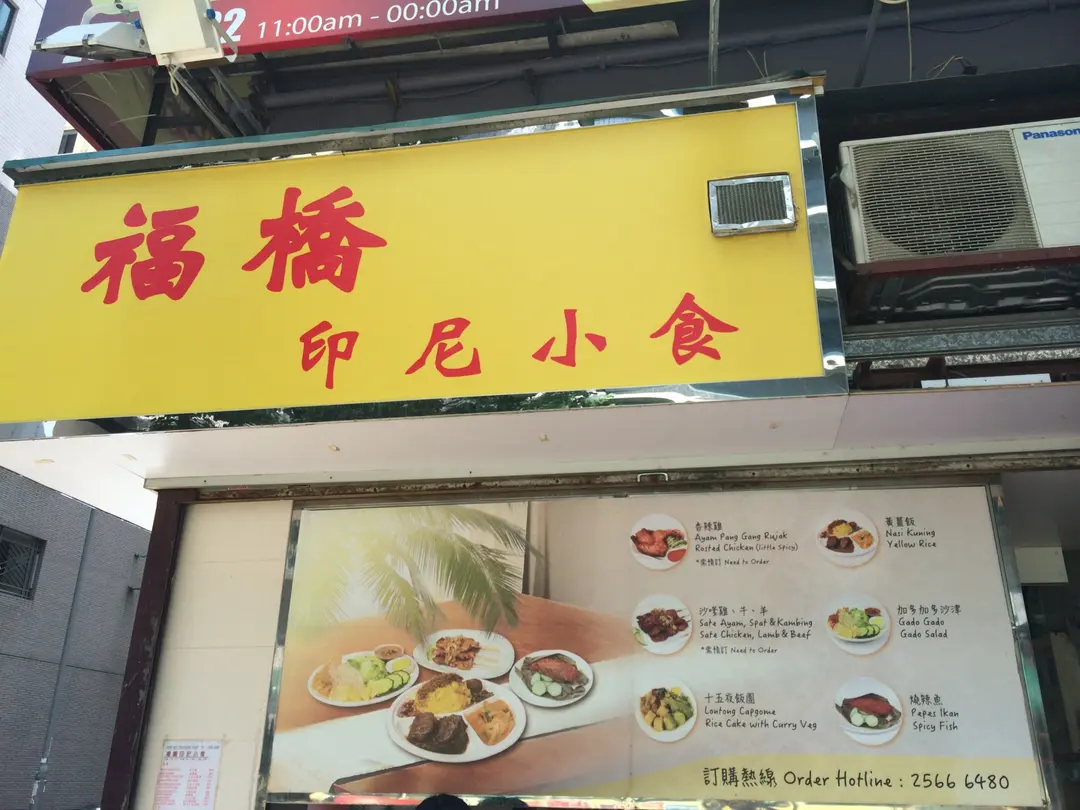 11:00am - 00:00am
福橋
印尼小食
Panason
香辣雞
Ayam Pang Gang Rujak
Rosted Chicken (little Spicy)
*需預訂 Need to Order
黃薑飯
Nasi Kuning
Yellow Rice
沙嗲雞、牛、羊
Sate Ayam, Spat & Kambing
Sate Chicken, Lamb & Beef
*需預訂 Need to Order
加多加多沙津
Gado Gado
Gado Salad
十五夜飯團
Lontong Capgome
Rice Cake with Curry Veg
燒辣魚
Pepes Ikan
Spicy Fish
訂購熱線 Order Hotline : 2566 6480